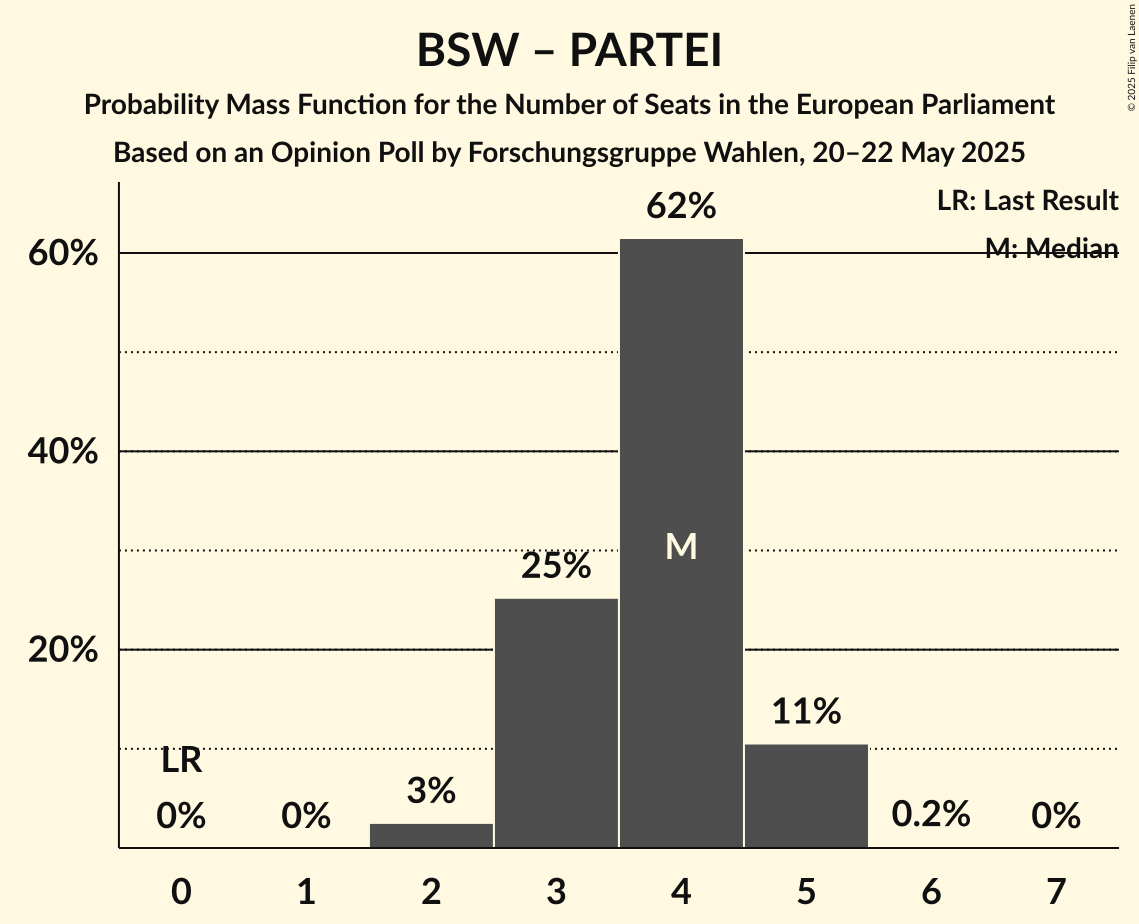 BSW – PARTEI
Probability Mass Function for the Number of Seats in the European Parliament
Based on an Opinion Poll by Forschungsgruppe Wahlen, 20–22 May 2025
© 2025 Filip van Laenen
LR: Last Result
M: Median
60%
40%
20%
LR
0%
0%
3%
25%
62%
M
11%
0.2%
0%
0 1 2 3 4 5 6 7